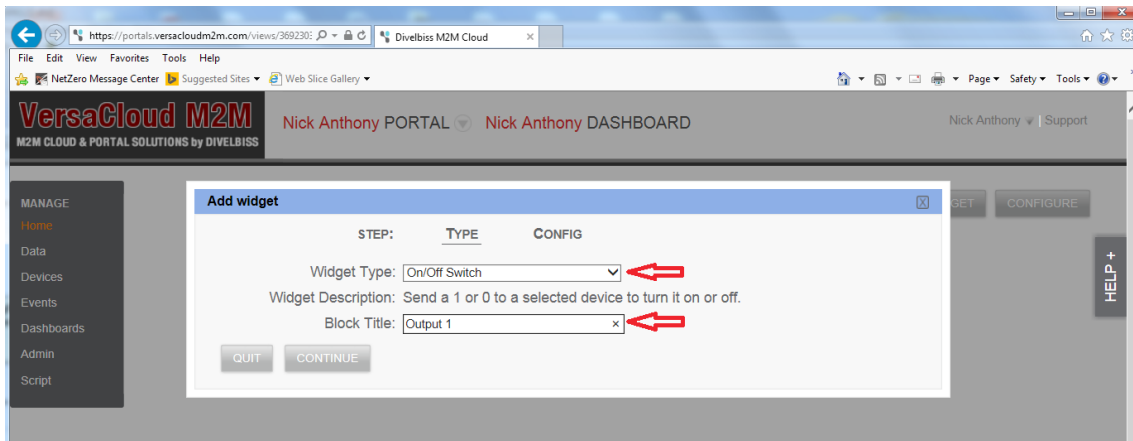 https://portals.versacloudm2m.com/views/369230:
Divelbiss M2M Cloud
File Edit View Favorites Tools Help
NetZero Message Center Suggested Sites Web Slice Gallery
Page Safety Tools
VersaCloud M2M
M2M CLOUD & PORTAL SOLUTIONS by DIVELBISS
Nick Anthony PORTAL Nick Anthony DASHBOARD
Nick Anthony | Support
MANAGE
Home
Data
Devices
Events
Dashboards
Admin
Script
Add widget
GET CONFIGURE
STEP: TYPE CONFIG
Widget Type: On/Off Switch
Widget Description: Send a 1 or 0 to a selected device to turn it on or off.
Block Title: Output 1
QUIT CONTINUE
HELP +